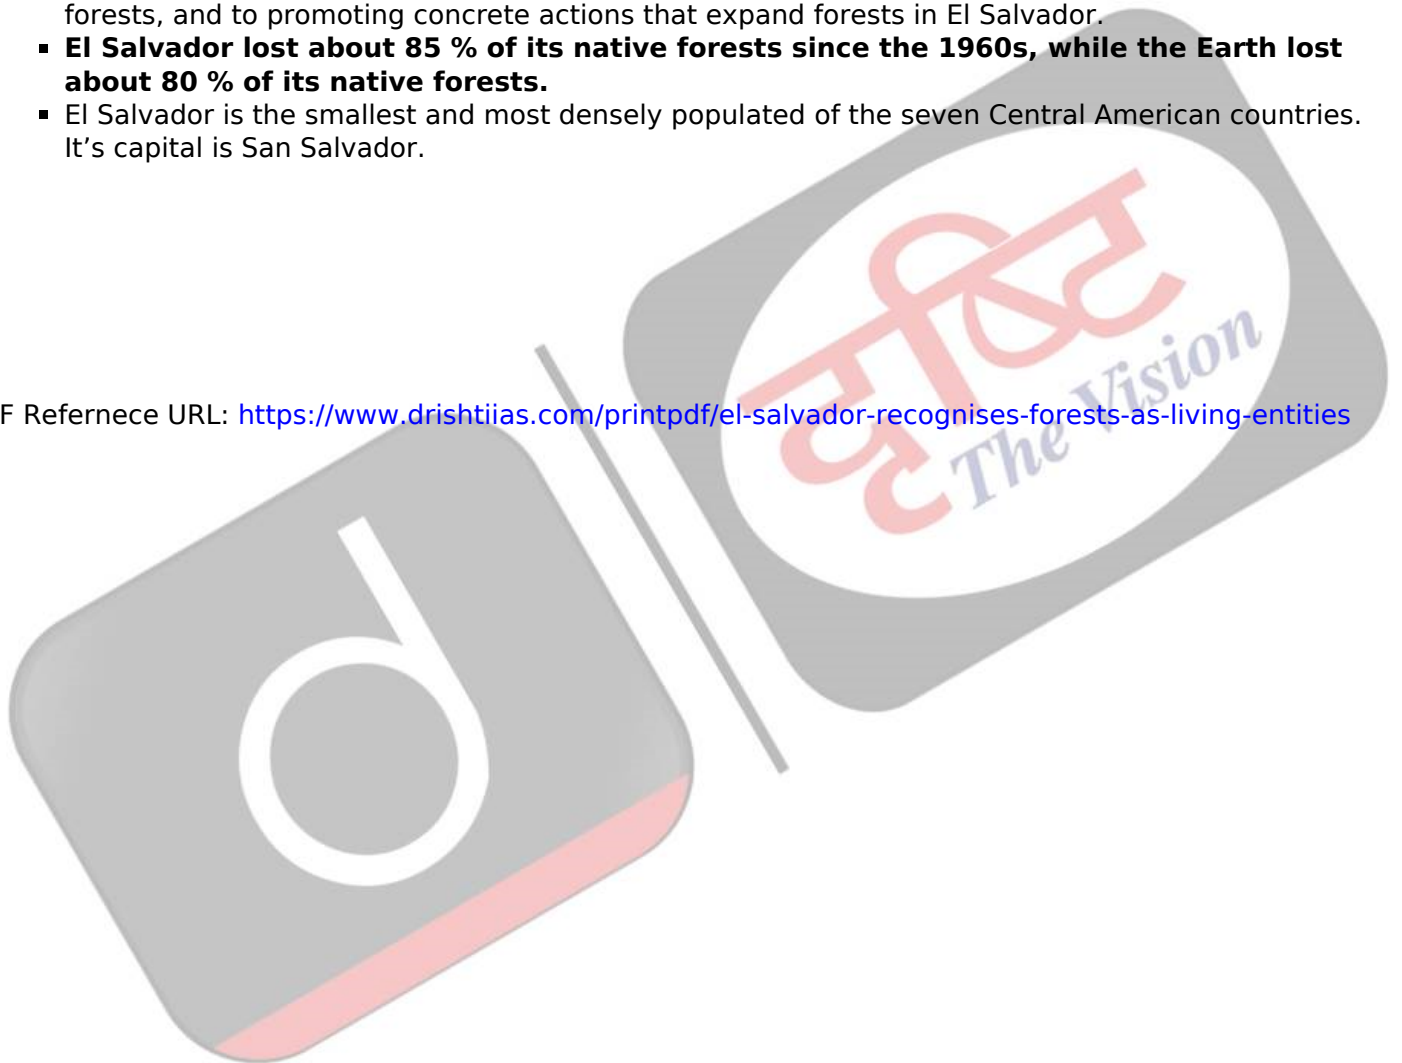 forests, and to promoting concrete actions that expand forests in El Salvador.
▪ El Salvador lost about 85 % of its native forests since the 1960s, while the Earth lost
about 80 % of its native forests.
▪ El Salvador is the smallest and most densely populated of the seven Central American countries.
It’s capital is San Salvador.
दृष्टि
The Vision
F Refernece URL: https://www.drishtiias.com/printpdf/el-salvador-recognises-forests-as-living-entities
d